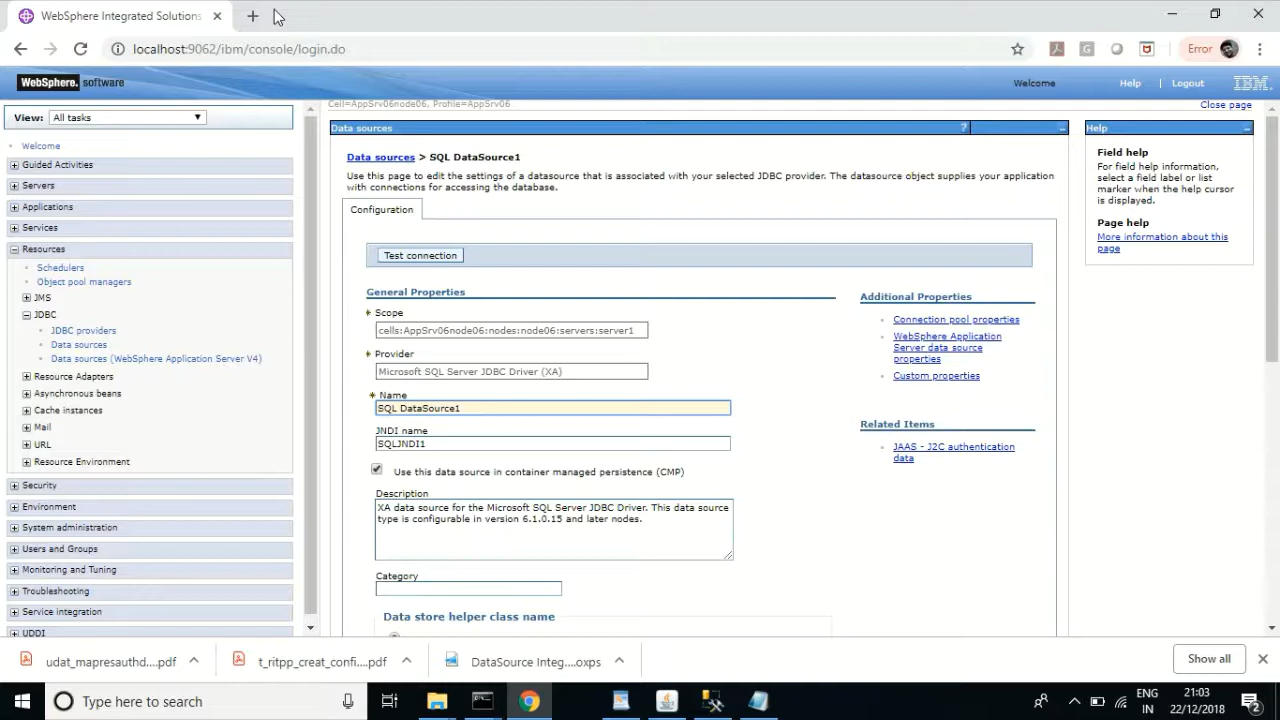 WebSphere Integrated Solutions
localhost:9062/ibm/console/login.do
Error
WebSphere. software
Welcome
Help
Logout
IBM.
View:
All tasks
Welcome
Guided Activities
Servers
Applications
Services
Resources
Schedulers
Object pool managers
JMS
JDBC
JDBC providers
Data sources
Data sources (WebSphere Application Server V4)
Resource Adapters
Asynchronous beans
Cache instances
Mail
URL
Resource Environment
Security
Environment
System administration
Users and Groups
Monitoring and Tuning
Troubleshooting
Service integration
UDDI
Cell=AppSrv06node06, Profile=AppSrv06
Close page
Data sources
?
Data sources > SQL DataSource1
Use this page to edit the settings of a datasource that is associated with your selected JDBC provider. The datasource object supplies your application
with connections for accessing the database.
Configuration
Test connection
General Properties
Scope
cells:AppSrv06node06:nodes:node06:servers:server1
Provider
Microsoft SQL Server JDBC Driver (XA)
Name
SQL DataSource1
JNDI name
SQLJNDI1
Use this data source in container managed persistence (CMP)
Description
XA data source for the Microsoft SQL Server JDBC Driver. This data source
type is configurable in version 6.1.0.15 and later nodes.
Category
Data store helper class name
Additional Properties
Connection pool properties
WebSphere Application
Server data source
properties
Custom properties
Related Items
JAAS - J2C authentication
data
Help
Field help
For field help information,
select a field label or list
marker when the help cursor
is displayed.
Page help
More information about this
page
udat_mapresauthd....pdf
t_ritpp_creat_confi....pdf
DataSource Integ....oxps
Show all
Type here to search
ENG
IN
21:03
22/12/2018
2